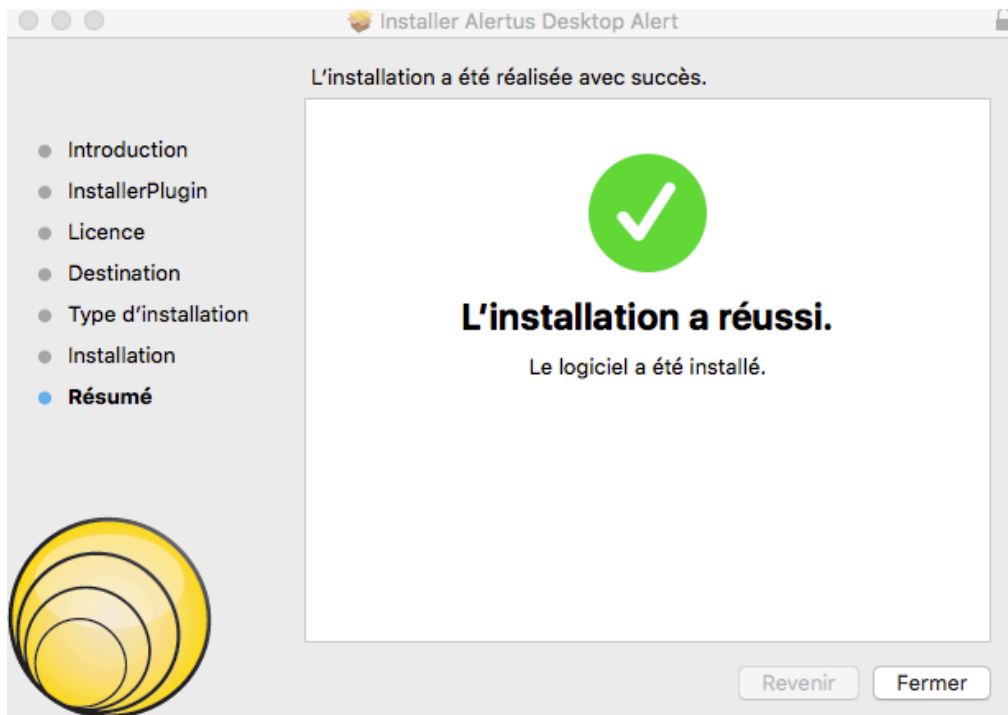 Installer Alertus Desktop Alert
L'installation a été réalisée avec succès.
Introduction
InstallerPlugin
Licence
Destination
Type d'installation
Installation
Résumé
L'installation a réussi.
Le logiciel a été installé.
Revenir
Fermer